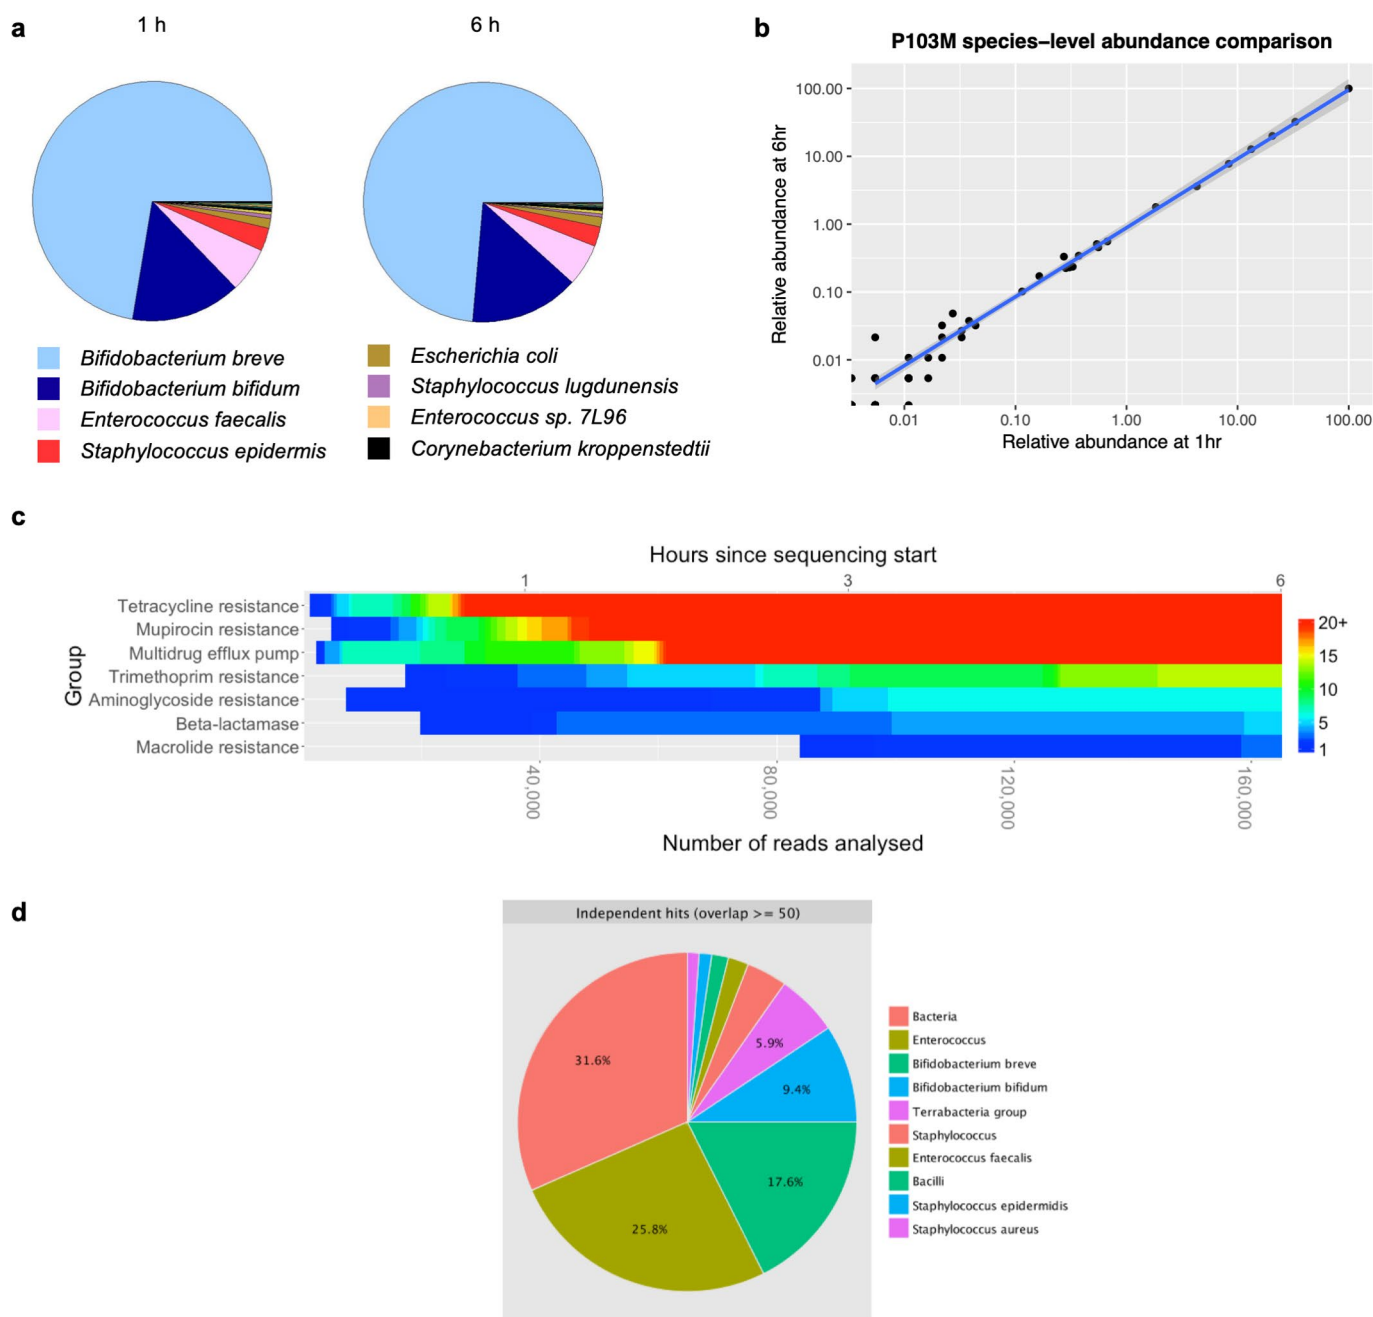 a
1 h
6 h
Bifidobacterium breve
Bifidobacterium bifidum
Enterococcus faecalis
Staphylococcus epidermis
Escherichia coli
Staphylococcus lugdunensis
Enterococcus sp. 7L96
Corynebacterium kroppenstedtii
b
P103M species–level abundance comparison
Relative abundance at 6hr
100.00
10.00
1.00
0.10
0.01
0.01
0.10
1.00
10.00
100.00
Relative abundance at 1hr
c
Hours since sequencing start
1
3
6
Group
Tetracycline resistance
Mupirocin resistance
Multidrug efflux pump
Trimethoprim resistance
Aminoglycoside resistance
Beta-lactamase
Macrolide resistance
20+
15
10
5
1
40,000
80,000
120,000
160,000
Number of reads analysed
d
Independent hits (overlap >= 50)
31.6%
5.9%
9.4%
17.6%
25.8%
Bacteria
Enterococcus
Bifidobacterium breve
Bifidobacterium bifidum
Terrabacteria group
Staphylococcus
Enterococcus faecalis
Bacilli
Staphylococcus epidermidis
Staphylococcus aureus